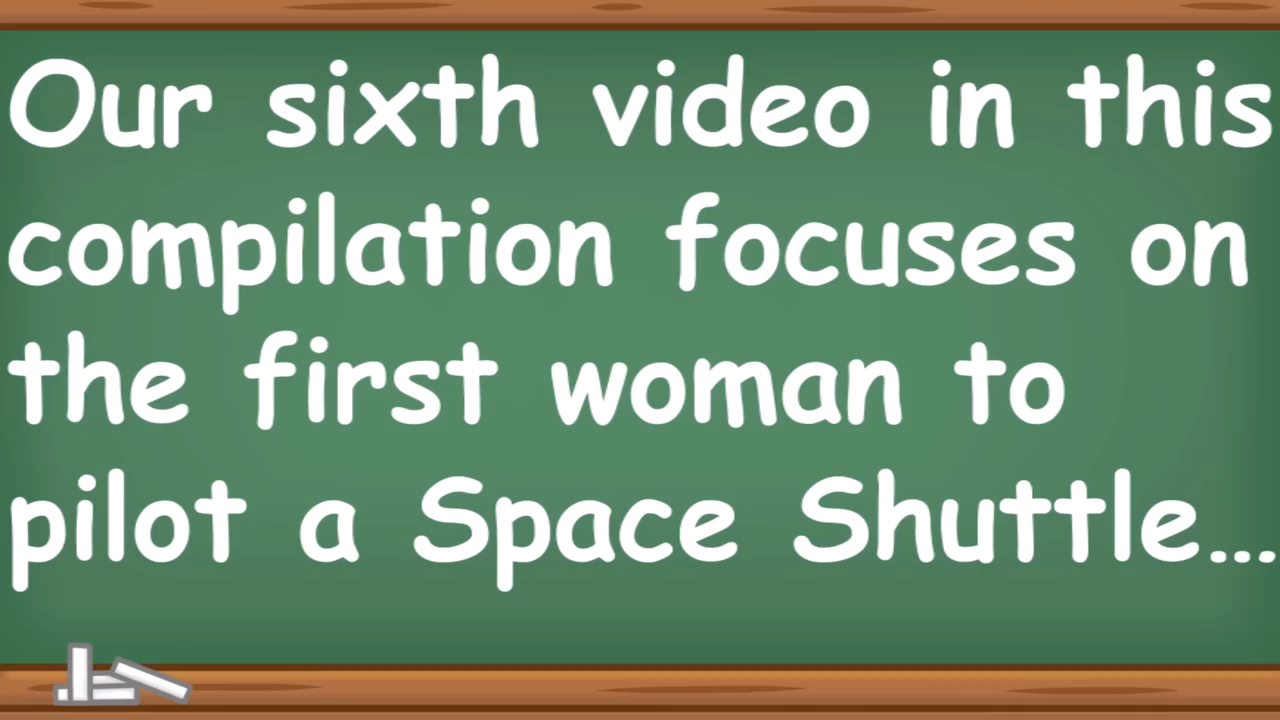 Our sixth video in this
compilation focuses on
the first woman to
pilot a Space Shuttle...